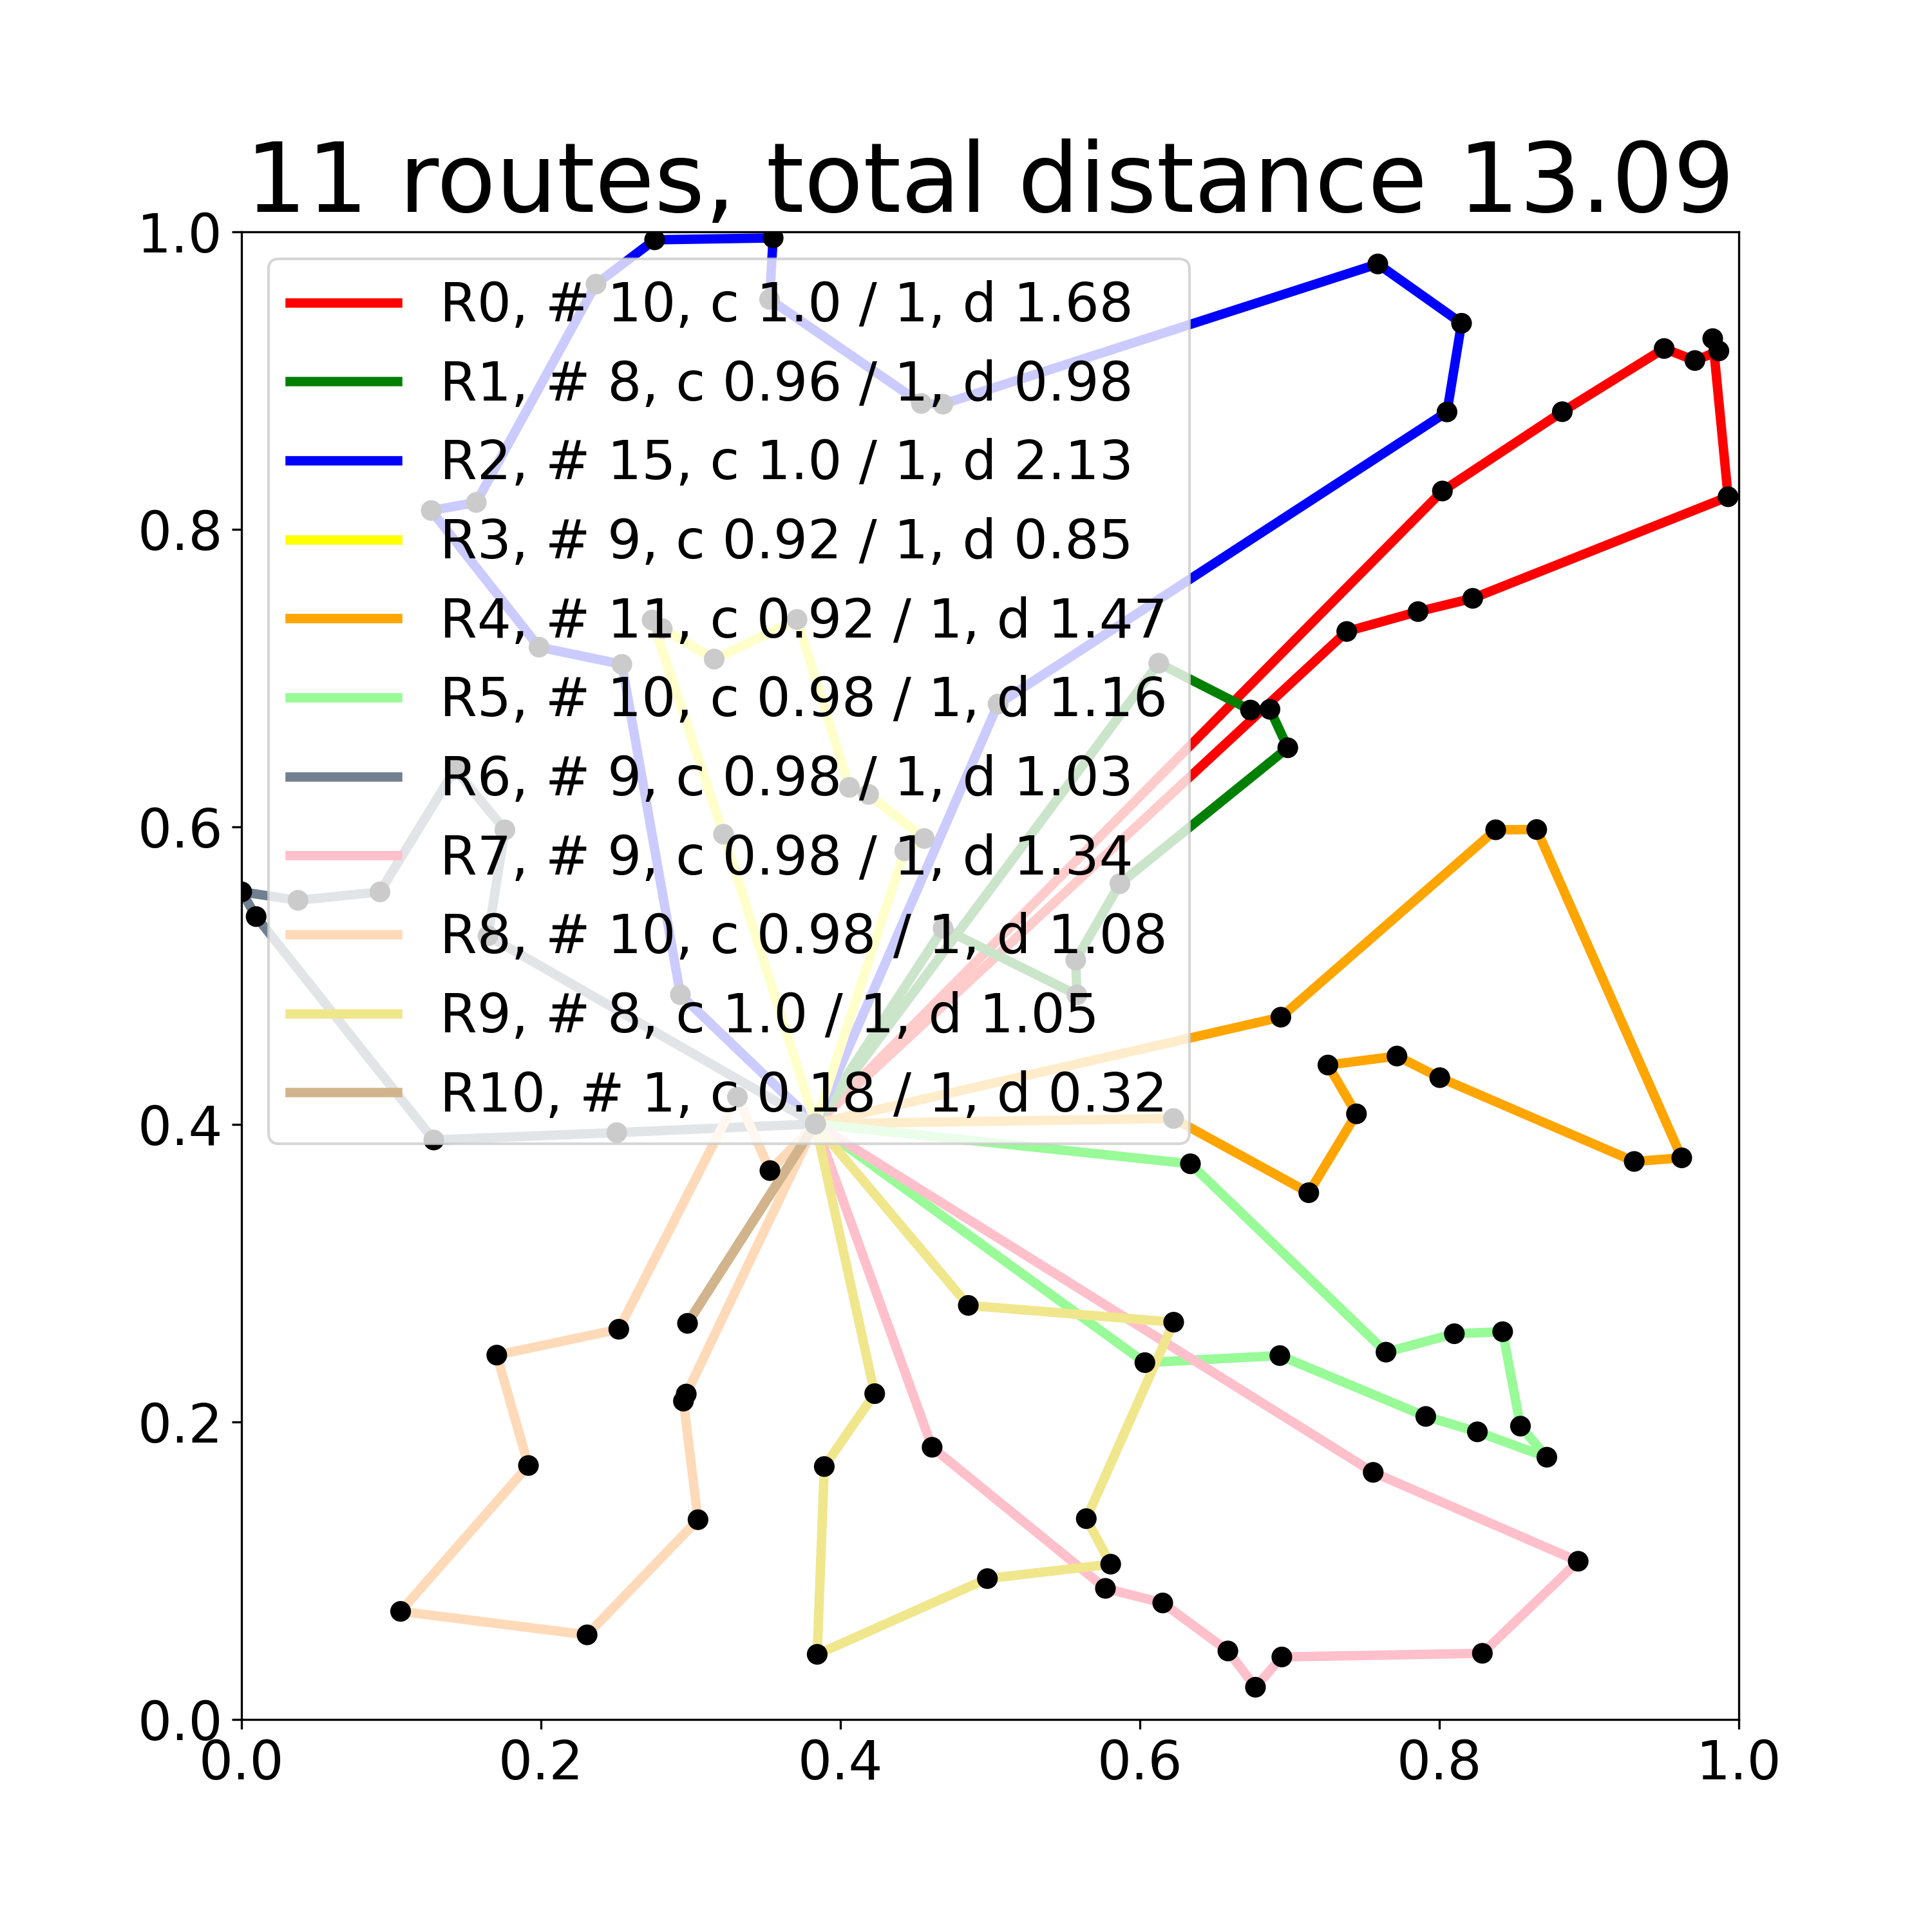 11 routes, total distance 13.09
1.0
0.8
0.6
0.4
0.2
0.0
R0, # 10, c 1.0 / 1, d 1.68
R1, # 8, c 0.96 / 1, d 0.98
R2, # 15, c 1.0 / 1, d 2.13
R3, # 9, c 0.92 / 1, d 0.85
R4, # 11, c 0.92 / 1, d 1.47
R5, # 10, c 0.98 / 1, d 1.16
R6, # 9, c 0.98 / 1, d 1.03
R7, # 9, c 0.98 / 1, d 1.34
R8, # 10, c 0.98 / 1, d 1.08
R9, # 8, c 1.0 / 1, d 1.05
R10, # 1, c 0.18 / 1, d 0.32
0.0 0.2 0.4 0.6 0.8 1.0